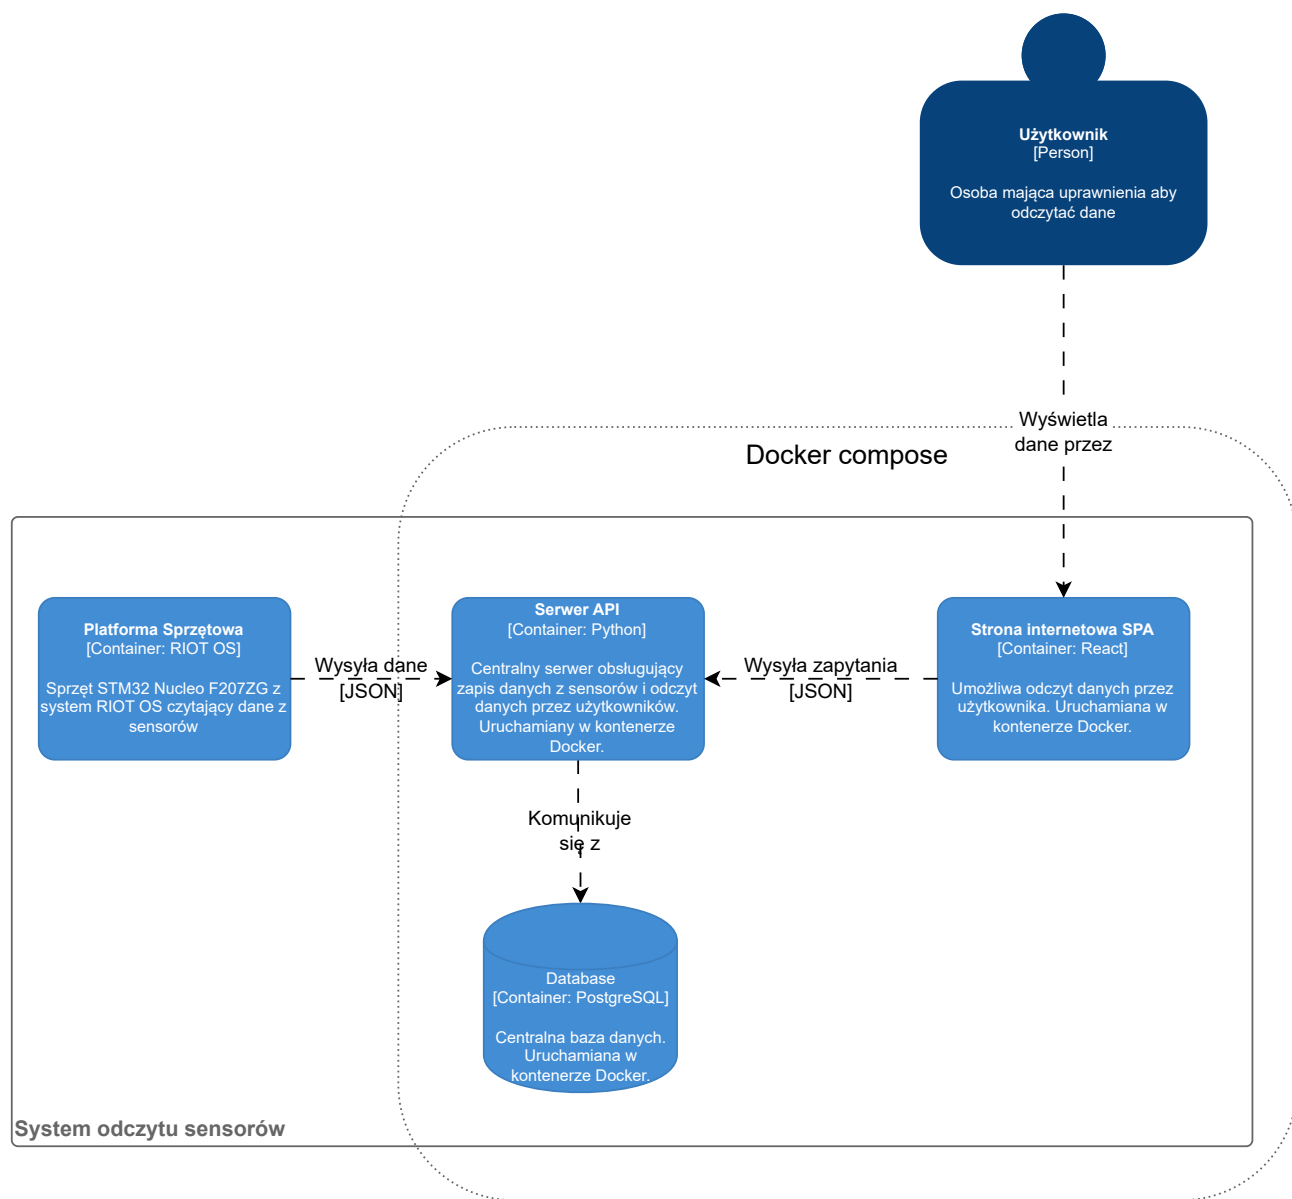 Użytkownik
[Person]
Osoba mająca uprawnienia aby
odczytać dane
Wyświetla
dane przez
Docker compose
Platforma Sprzętowa
[Container: RIOT OS]
Sprzęt STM32 Nucleo F207ZG z
system RIOT OS czytający dane z
sensorów
Wysyła dane
[JSON]
Serwer API
[Container: Python]
Centralny serwer obsługujący
zapis danych z sensorów i odczyt
danych przez użytkowników.
Uruchamiany w kontenerze
Docker.
Wysyła zapytania
[JSON]
Strona internetowa SPA
[Container: React]
Umożliwa odczyt danych przez
użytkownika. Uruchamiana w
kontenerze Docker.
Komunikuje
się z
Database
[Container: PostgreSQL]
Centralna baza danych.
Uruchamiana w
kontenerze Docker.
System odczytu sensorów